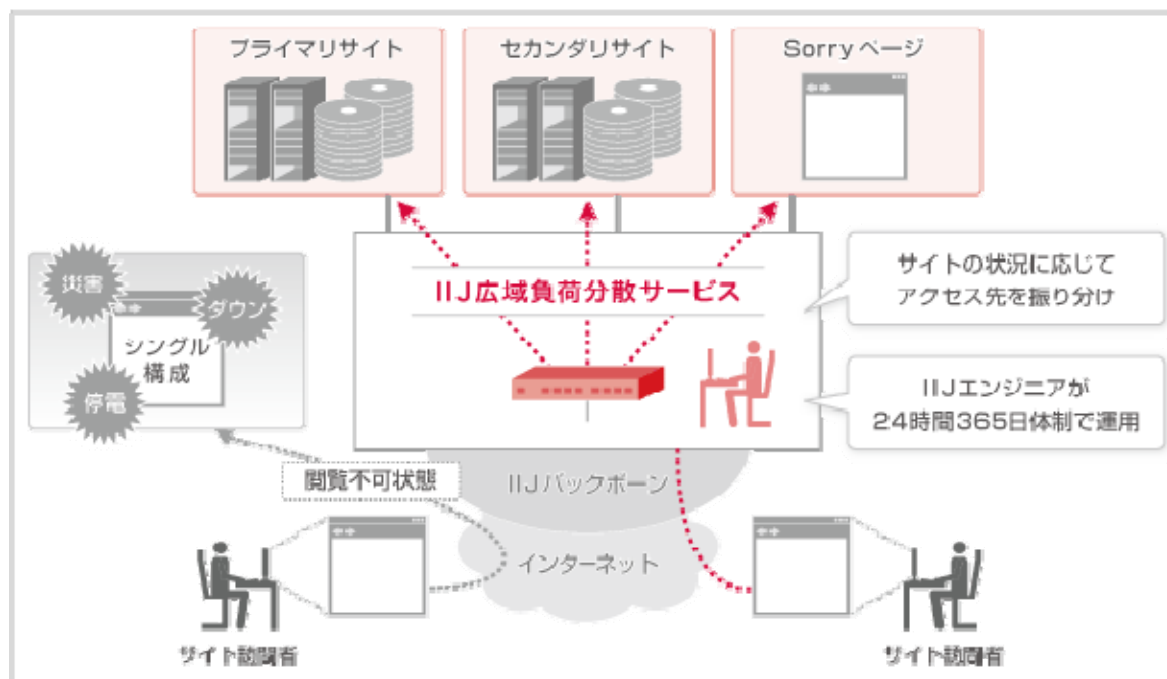 プライマリサイト
セカンダリサイト
Sorryページ
IIJ広域負荷分散サービス
サイトの状況に応じて
アクセス先を振り分け
災害
ダウン
シングル
構成
停電
IIJエンジニアが
24時間365日体制で運用
閲覧不可状態
IIJバックボーン
インターネット
サイト訪問者
サイト訪問者